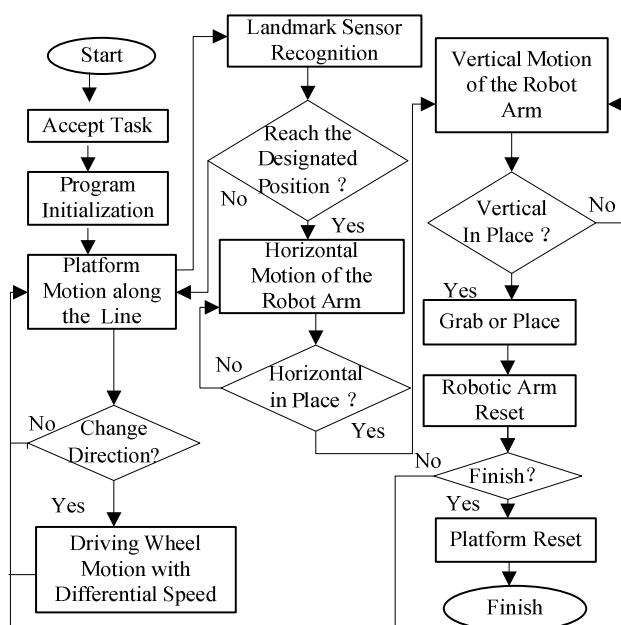 Start
Accept Task
Program
Initialization
Platform
Motion along
the Line
No
Change
Direction?
Yes
Driving Wheel
Motion with
Differential Speed
Landmark Sensor
Recognition
Reach the
Designated
Position ?
No
Yes
Horizontal
Motion of the
Robot Arm
No
Horizontal
in Place ?
Yes
Vertical Motion
of the Robot
Arm
Vertical
In Place ?
No
Yes
Grab or Place
Robotic Arm
Reset
No
Finish?
Yes
Platform Reset
Finish